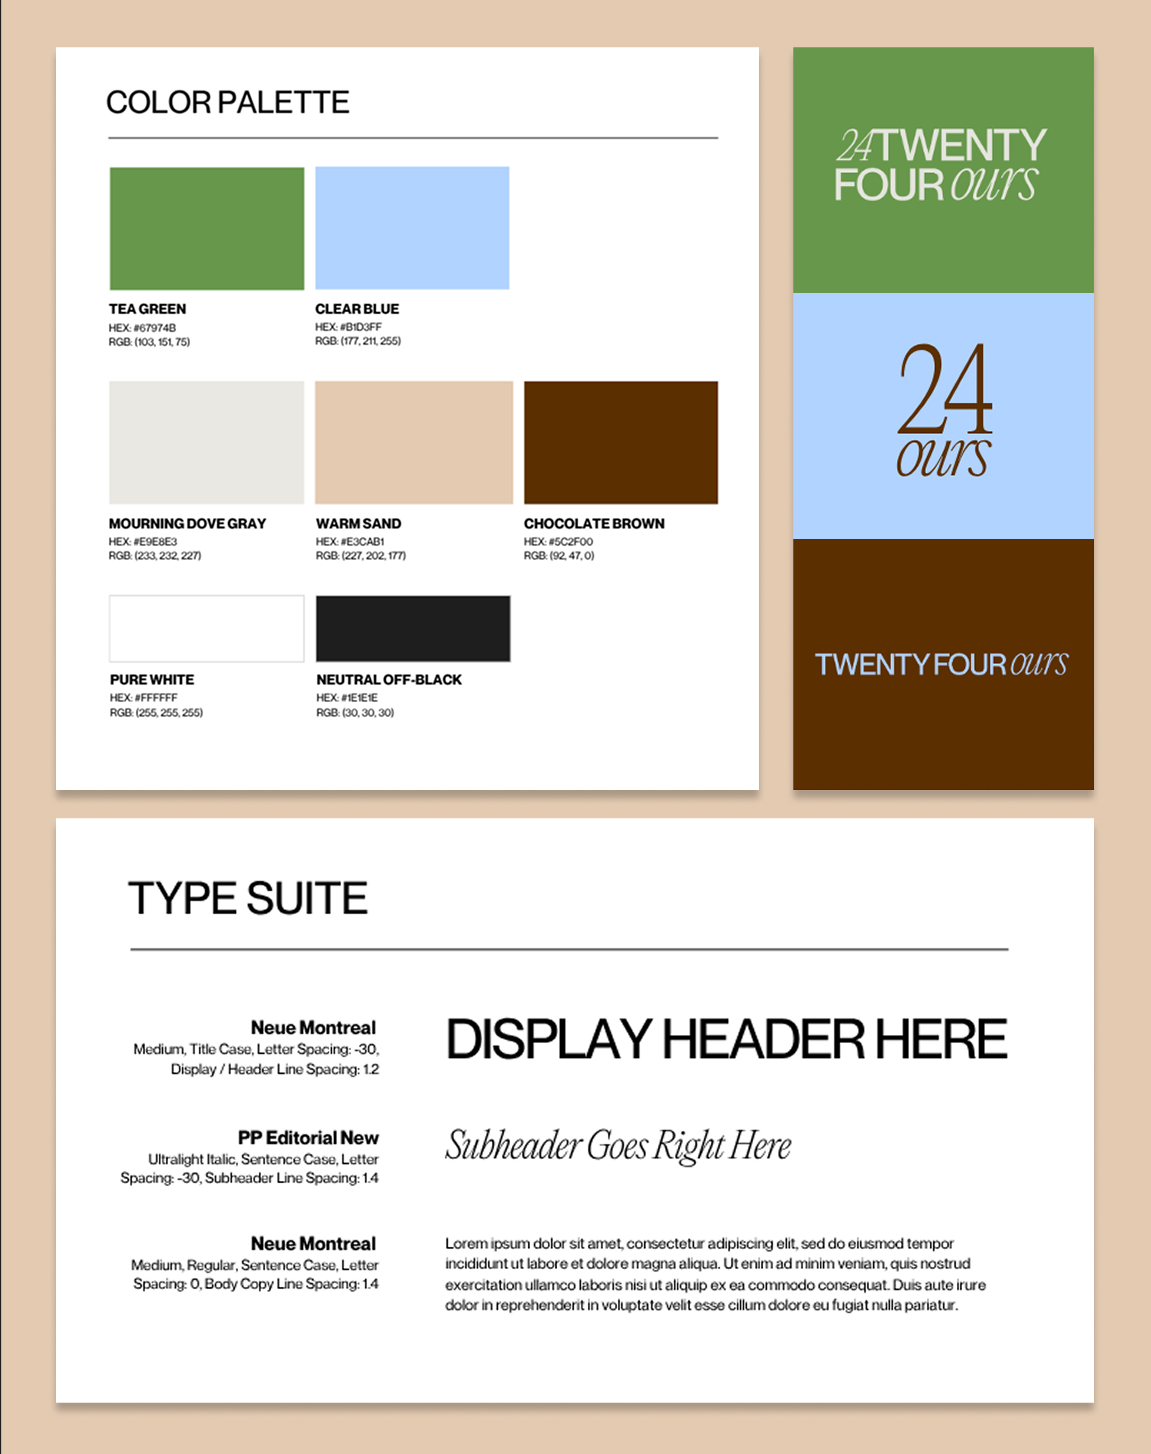 COLOR PALETTE
TEA GREEN
HEX: #67974B
RGB: (103, 151, 75)
CLEAR BLUE
HEX: #B1D3FF
RGB: (177, 211, 255)
MOURNING DOVE GRAY
HEX: #E9E8E3
RGB: (233, 232, 227)
WARM SAND
HEX: #E3CAB1
RGB: (227, 202, 177)
CHOCOLATE BROWN
HEX: #5C2F00
RGB: (92, 47, 0)
PURE WHITE
HEX: #FFFFFF
RGB: (255, 255, 255)
NEUTRAL OFF-BLACK
HEX: #1E1E1E
RGB: (30, 30, 30)
24TWENTY
FOUR ours
24
ours
TWENTY FOUR ours
TYPE SUITE
Neue Montreal
Medium, Title Case, Letter Spacing: -30,
Display / Header Line Spacing: 1.2
DISPLAY HEADER HERE
PP Editorial New
Ultralight Italic, Sentence Case, Letter
Spacing: -30, Subheader Line Spacing: 1.4
Subheader Goes Right Here
Neue Montreal
Medium, Regular, Sentence Case, Letter
Spacing: 0, Body Copy Line Spacing: 1.4
Lorem ipsum dolor sit amet, consectetur adipiscing elit, sed do eiusmod tempor
incididunt ut labore et dolore magna aliqua. Ut enim ad minim veniam, quis nostrud
exercitation ullamco laboris nisi ut aliquip ex ea commodo consequat. Duis aute irure
dolor in reprehenderit in voluptate velit esse cillum dolore eu fugiat nulla pariatur.